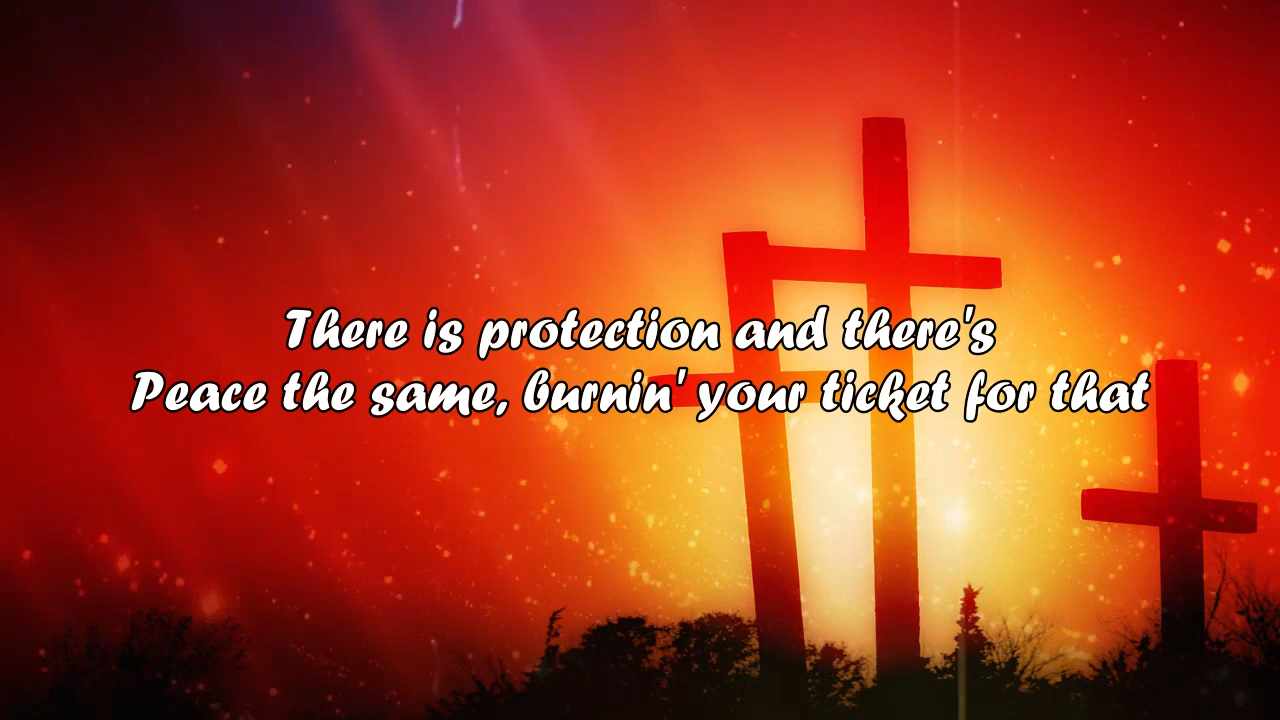 There is protection and there's
Peace the same, burnin' your ticket for that